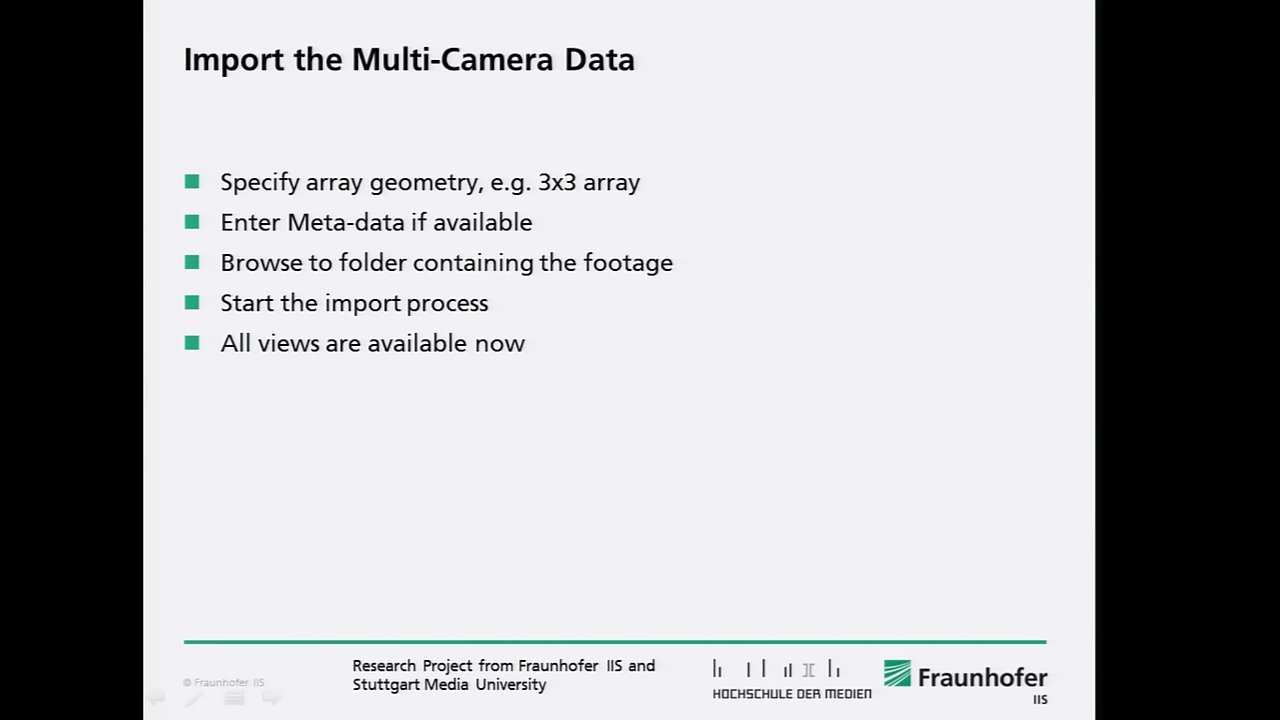 Import the Multi-Camera Data
Specify array geometry, e.g. 3x3 array
Enter Meta-data if available
Browse to folder containing the footage
Start the import process
All views are available now
© Fraunhofer IIS
Research Project from Fraunhofer IIS and
Stuttgart Media University
HOCHSCHULE DER MEDIEN
Fraunhofer
IIS